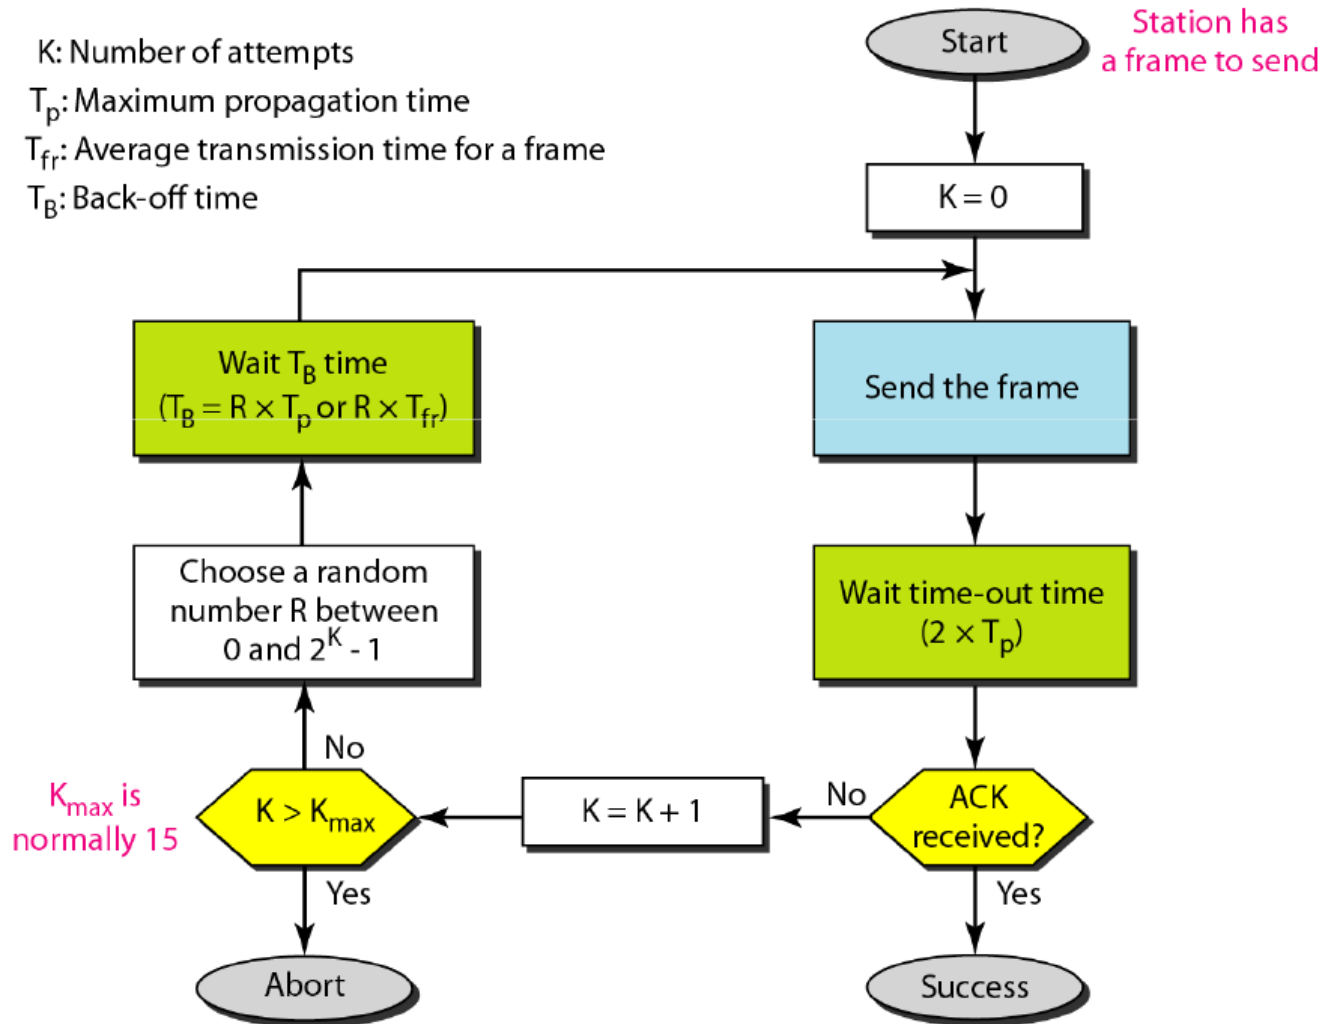 K: Number of attempts
Tp: Maximum propagation time
Tfr: Average transmission time for a frame
TB: Back-off time
Start
Station has
a frame to send
K = 0
Wait TB time
(TB = R × Tp or R × Tfr)
Send the frame
Choose a random
number R between
0 and 2^K - 1
Wait time-out time
(2 × Tp)
No
Kmax is
normally 15
K > Kmax
K = K + 1
No
ACK
received?
Yes
Yes
Abort
Success